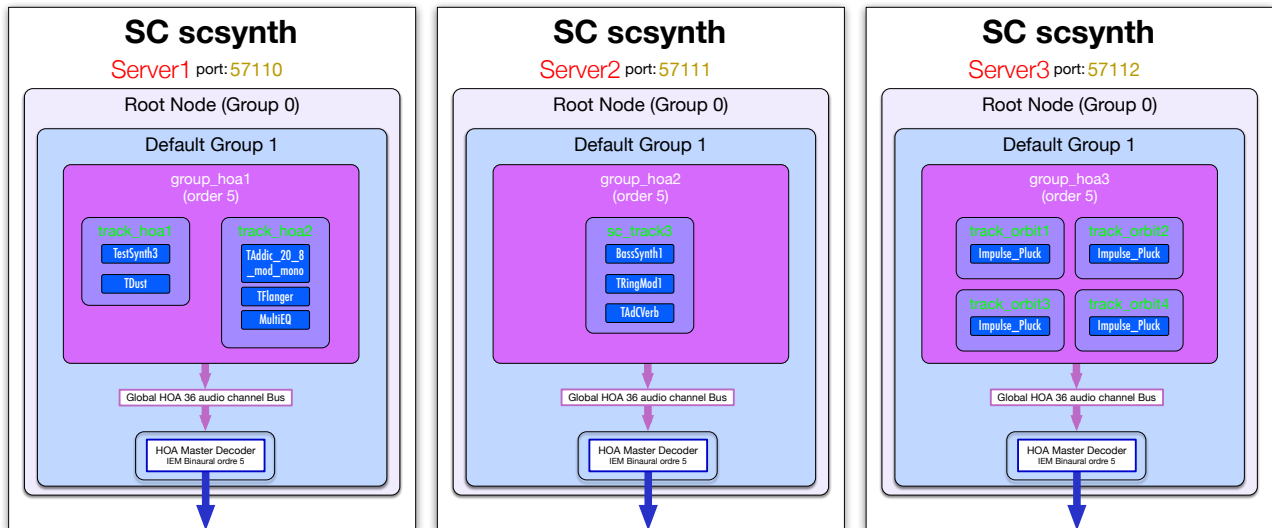 SC scsynth
Server1 port:57110
Root Node (Group 0)
Default Group 1
group_hoa1
(order 5)
track_hoa1
TestSynth3
TDust
track_hoa2
TAddic_20_8
_mod_mono
TFlanger
MultiEQ
Global HOA 36 audio channel Bus
HOA Master Decoder
IEM Binaural ordre 5
SC scsynth
Server2 port:57111
Root Node (Group 0)
Default Group 1
group_hoa2
(order 5)
sc_track3
BassSynth1
TRingMod1
TAdCVerb
Global HOA 36 audio channel Bus
HOA Master Decoder
IEM Binaural ordre 5
SC scsynth
Server3 port:57112
Root Node (Group 0)
Default Group 1
group_hoa3
(order 5)
track_orbit1
Impulse_Pluck
track_orbit2
Impulse_Pluck
track_orbit3
Impulse_Pluck
track_orbit4
Impulse_Pluck
Global HOA 36 audio channel Bus
HOA Master Decoder
IEM Binaural ordre 5